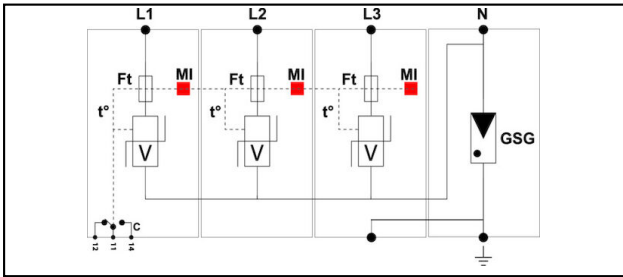 L1 L2 L3 N
Ft MI Ft MI Ft MI
t° t° t°
V V V GSG
C
12 11 14